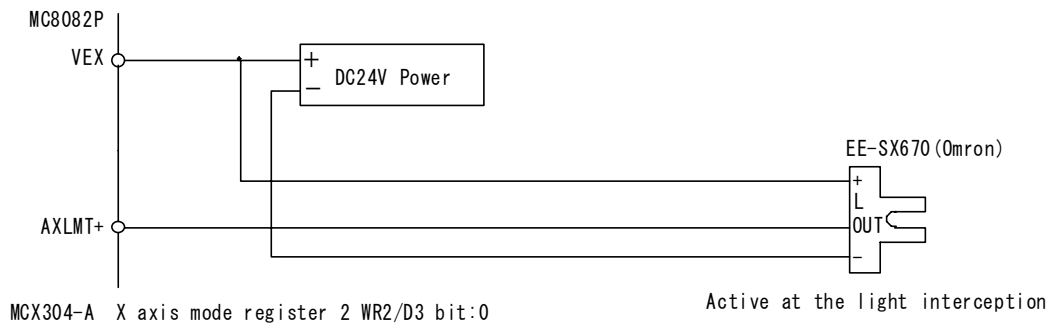 MC8082P
VEX
+
DC24V Power
−
EE-SX670(Omron)
+
L
AXLMT+
OUT
−
MCX304-A X axis mode register 2 WR2/D3 bit:0
Active at the light interception